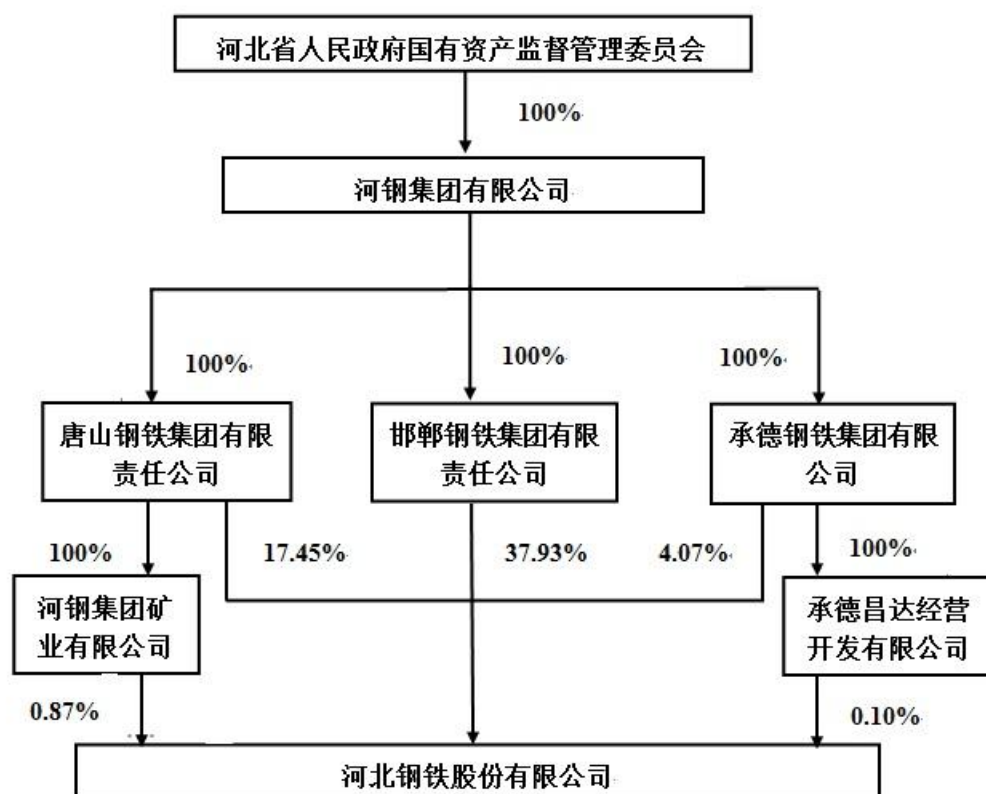 河北省人民政府国有资产监督管理委员会
100%
河钢集团有限公司
100%
100%
100%
唐山钢铁集团有限
责任公司
邯郸钢铁集团有限
责任公司
承德钢铁集团有限
公司
100%
17.45%
37.93%
4.07%
100%
河钢集团矿
业有限公司
承德昌达经营
开发有限公司
0.87%
0.10%
河北钢铁股份有限公司